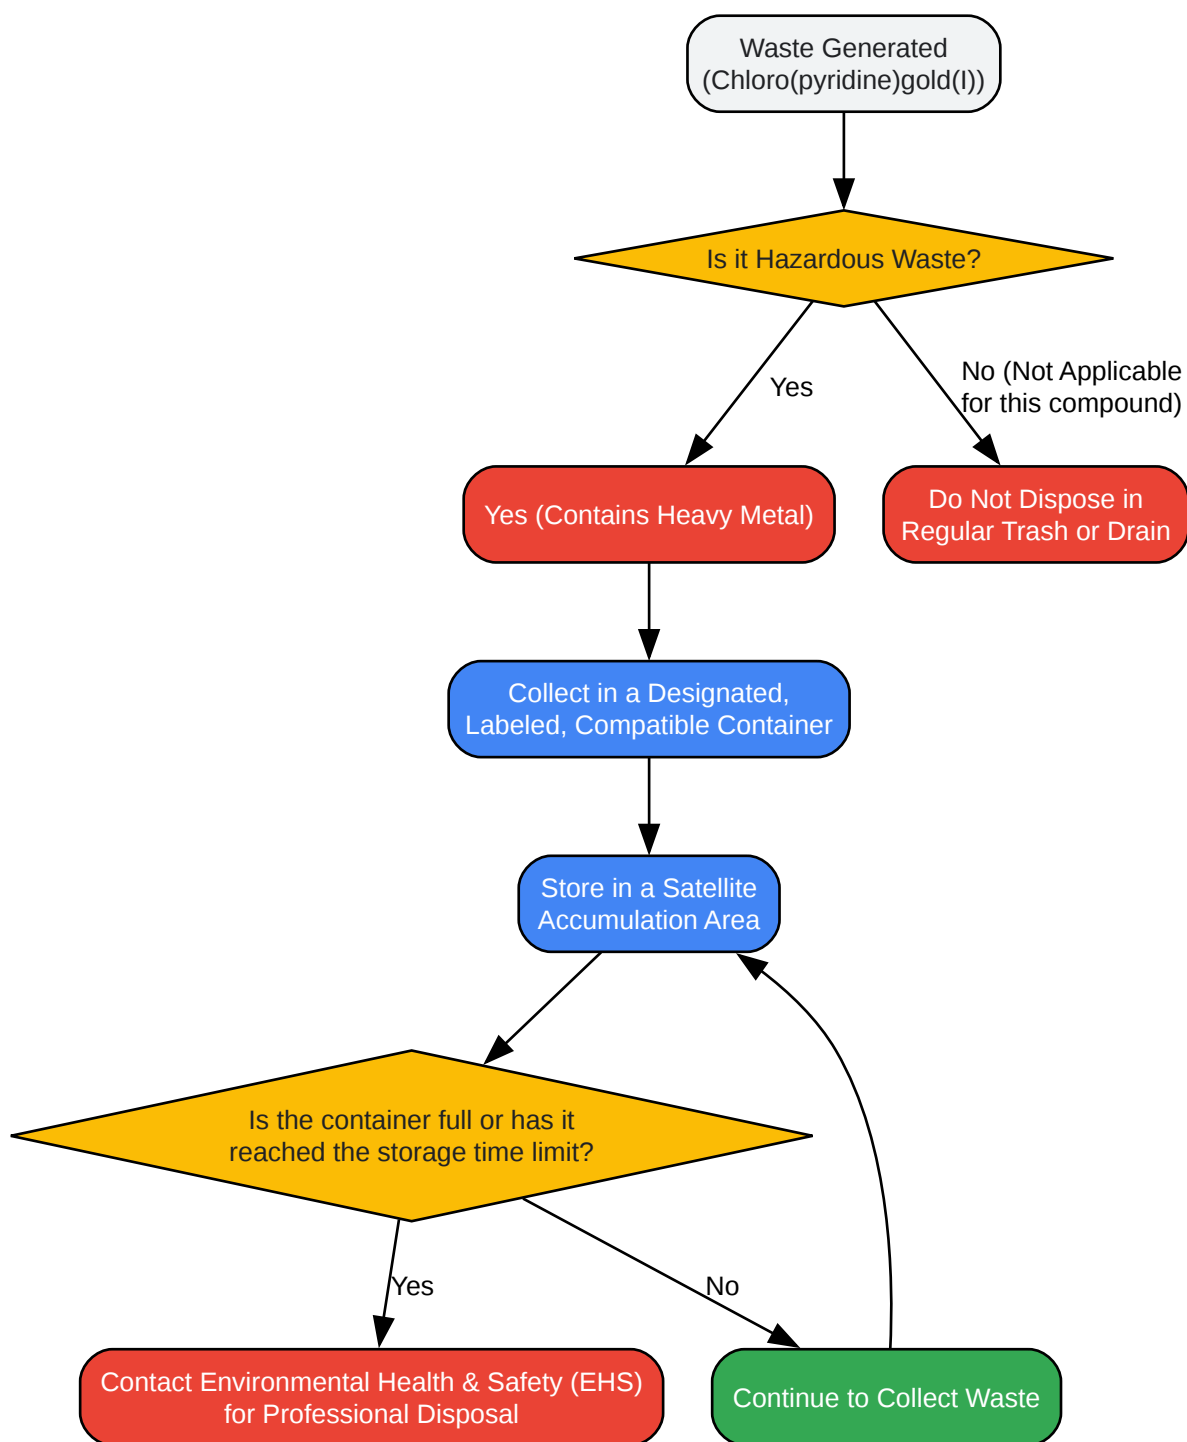 Waste Generated
(Chloro(pyridine)gold(I))
Is it Hazardous Waste?
Yes
No (Not Applicable
for this compound)
Yes (Contains Heavy Metal)
Do Not Dispose in
Regular Trash or Drain
Collect in a Designated,
Labeled, Compatible Container
Store in a Satellite
Accumulation Area
Is the container full or has it
reached the storage time limit?
Yes
No
Contact Environmental Health & Safety (EHS)
for Professional Disposal
Continue to Collect Waste